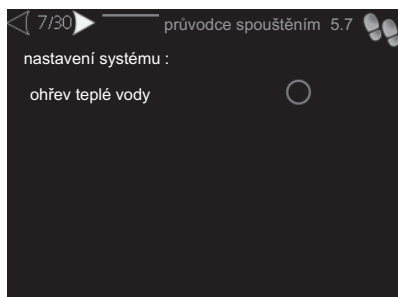 7/30 průvodce spouštěním 5.7
nastavení systému :
ohřev teplé vody